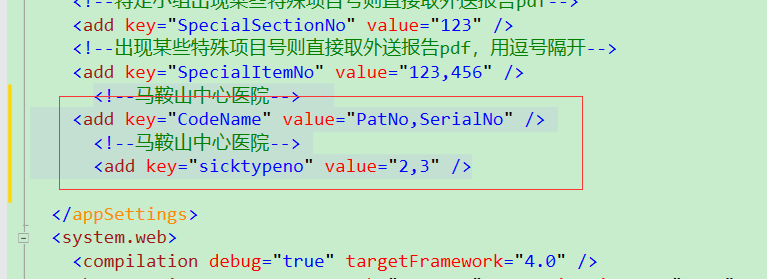 <!--特定小组出现某些特殊项目号则直接取外送报告pdf-->
<add key="SpecialSectionNo" value="123" />
<!--出现某些特殊项目号则直接取外送报告pdf，用逗号隔开-->
<add key="SpecialItemNo" value="123,456" />
<!--马鞍山中心医院-->
<add key="CodeName" value="PatNo,SerialNo" />
<!--马鞍山中心医院-->
<add key="sicktypeno" value="2,3" />
</appSettings>
<system.web>
<compilation debug="true" targetFramework="4.0" />